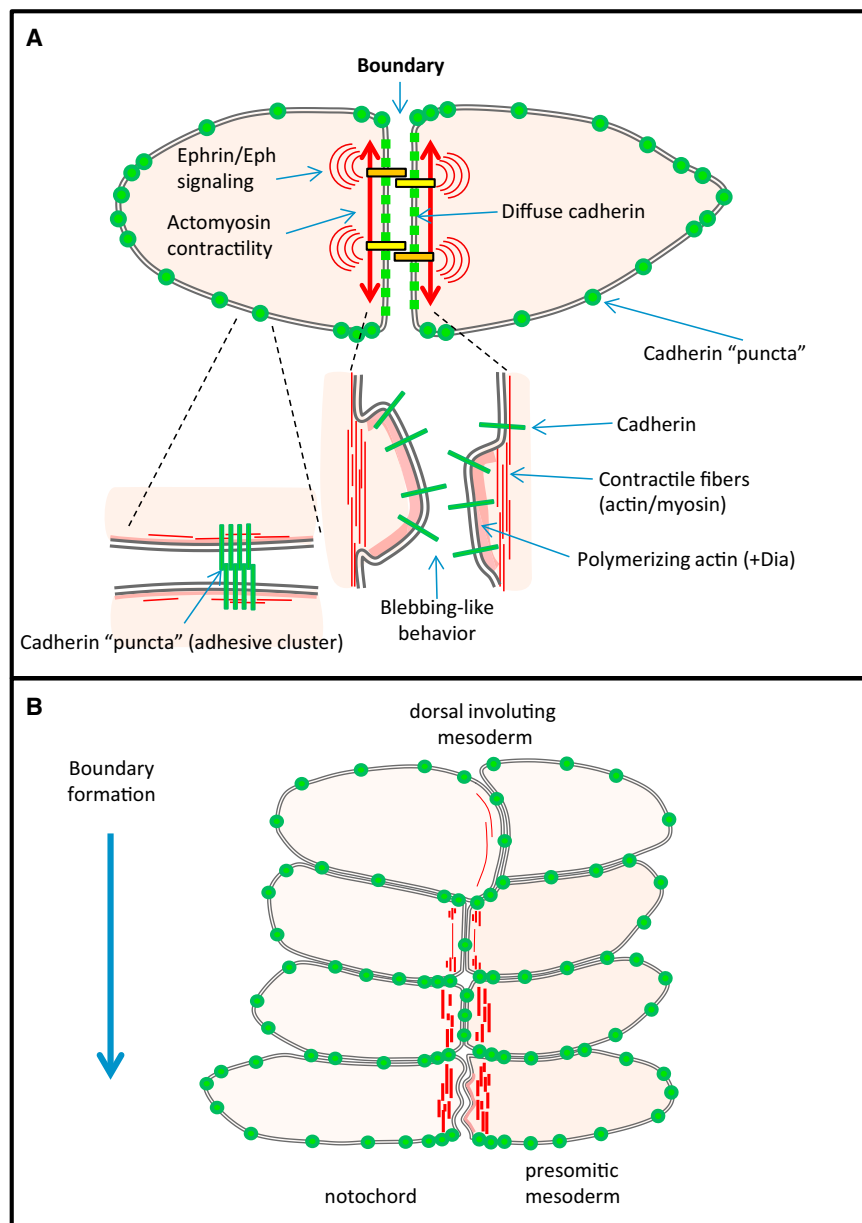 A
Boundary
Ephrin/Eph
signaling
Actomyosin
contractility
Diffuse cadherin
Cadherin “puncta”
Cadherin
Contractile fibers
(actin/myosin)
Polymerizing actin (+Dia)
Blebbing-like
behavior
Cadherin “puncta” (adhesive cluster)
B
dorsal involuting
mesoderm
Boundary
formation
notochord
presomitic
mesoderm